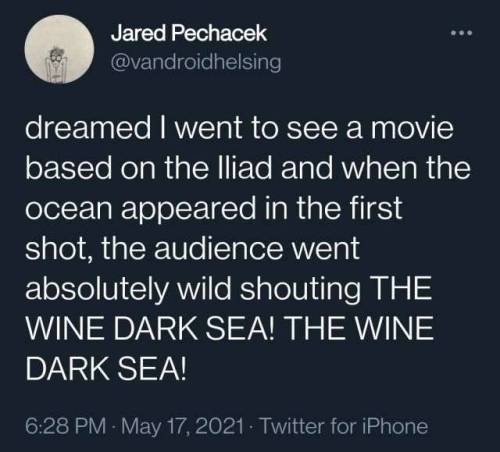 Jared Pechacek
@vandroidhelsing
dreamed I went to see a movie
based on the Iliad and when the
ocean appeared in the first
shot, the audience went
absolutely wild shouting THE
WINE DARK SEA! THE WINE
DARK SEA!
6:28 PM · May 17, 2021 · Twitter for iPhone